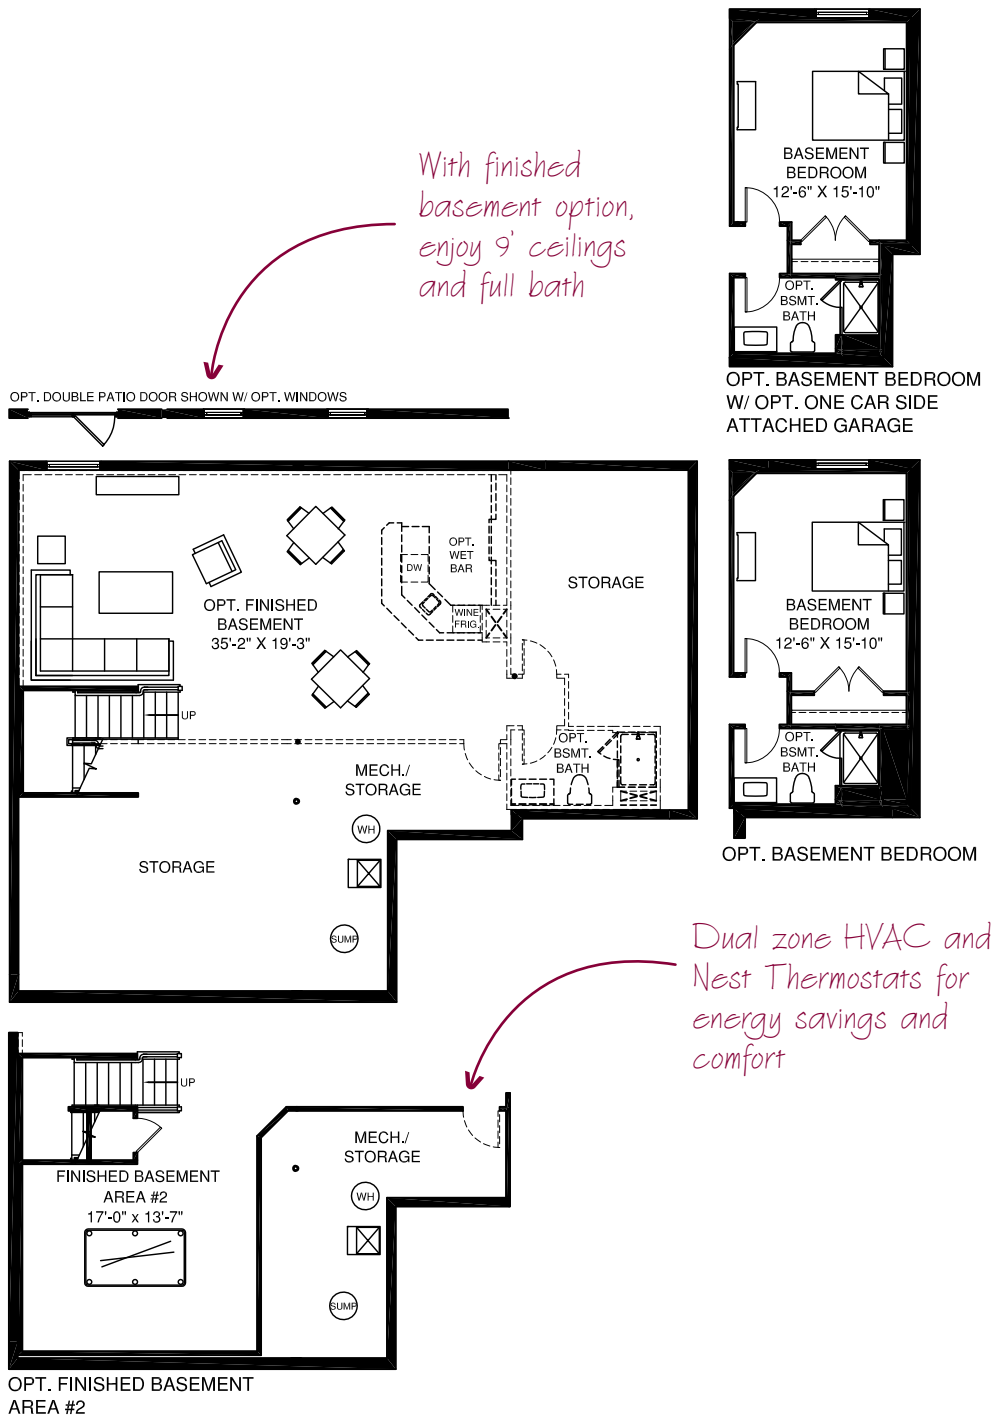 BASEMENT
BEDROOM
12'-6" X 15'-10"
OPT.
BSMT.
BATH
OPT. BASEMENT BEDROOM
W/ OPT. ONE CAR SIDE
ATTACHED GARAGE
With finished
basement option,
enjoy 9' ceilings
and full bath
OPT. DOUBLE PATIO DOOR SHOWN W/ OPT. WINDOWS
OPT.
WET
BAR
DW
WINE
FRIG.
STORAGE
OPT. FINISHED
BASEMENT
35'-2" X 19'-3"
UP
OPT.
BSMT.
BATH
MECH./
STORAGE
WH
STORAGE
SUMP
BASEMENT
BEDROOM
12'-6" X 15'-10"
OPT.
BSMT.
BATH
OPT. BASEMENT BEDROOM
Dual zone HVAC and
Nest Thermostats for
energy savings and
comfort
UP
MECH./
STORAGE
FINISHED BASEMENT
AREA #2
17'-0" x 13'-7"
WH
SUMP
OPT. FINISHED BASEMENT
AREA #2